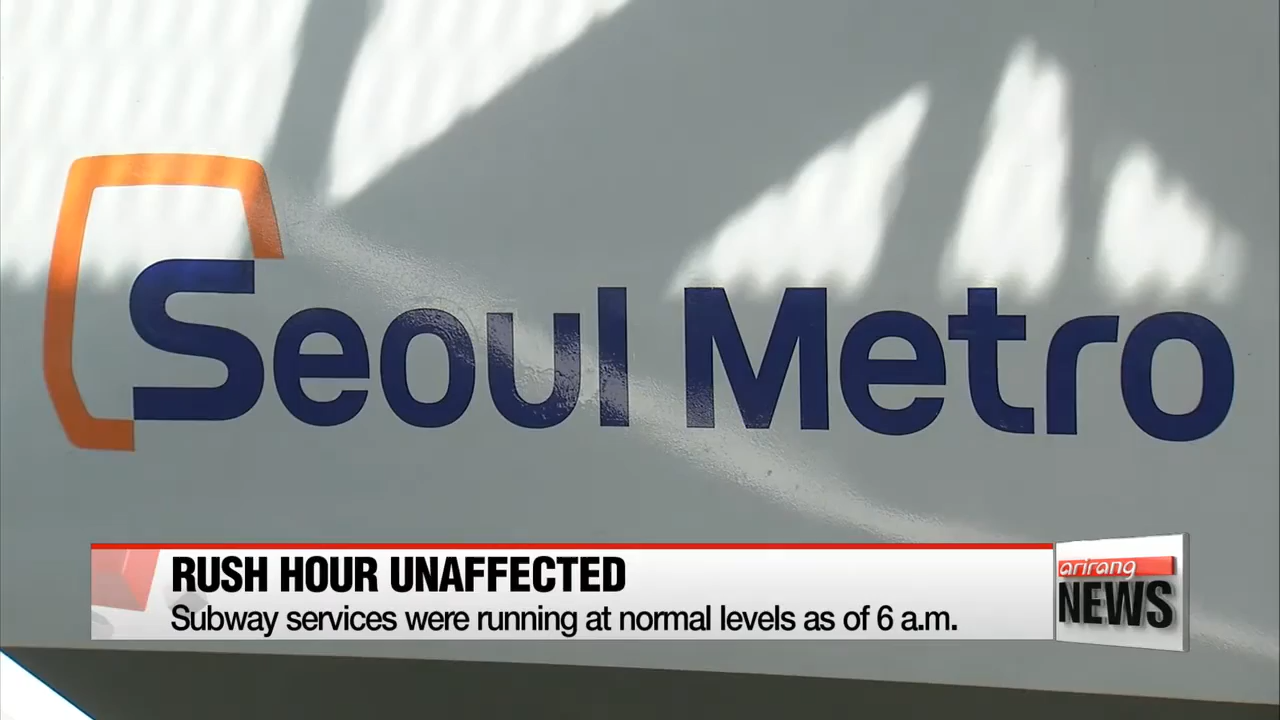 Seoul Metro
RUSH HOUR UNAFFECTED
Subway services were running at normal levels as of 6 a.m.
arirang
NEWS